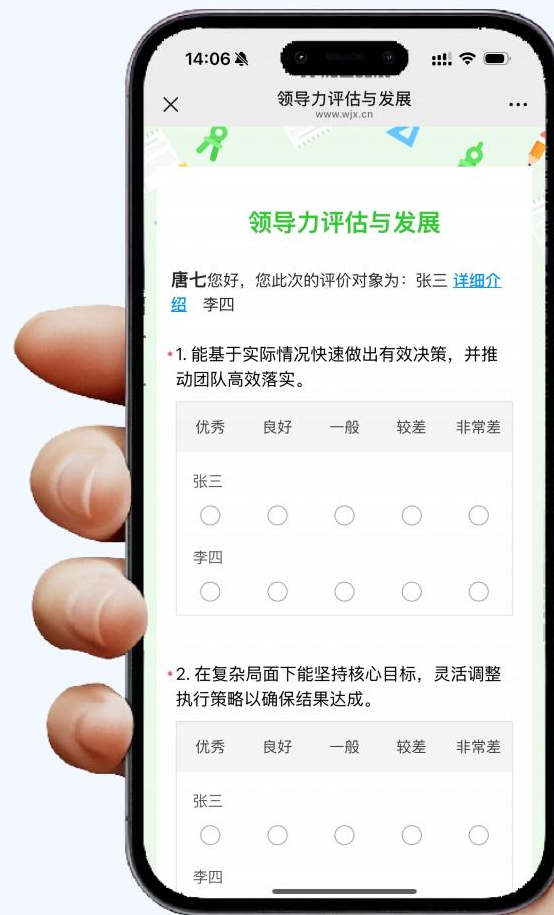 14:06
领导力评估与发展
www.wjx.cn
领导力评估与发展
唐七您好，您此次的评价对象为：张三 详细介
绍 李四
*1. 能基于实际情况快速做出有效决策，并推
动团队高效落实。
优秀 良好 一般 较差 非常差
张三
李四
*2. 在复杂局面下能坚持核心目标，灵活调整
执行策略以确保结果达成。
优秀 良好 一般 较差 非常差
张三
李四